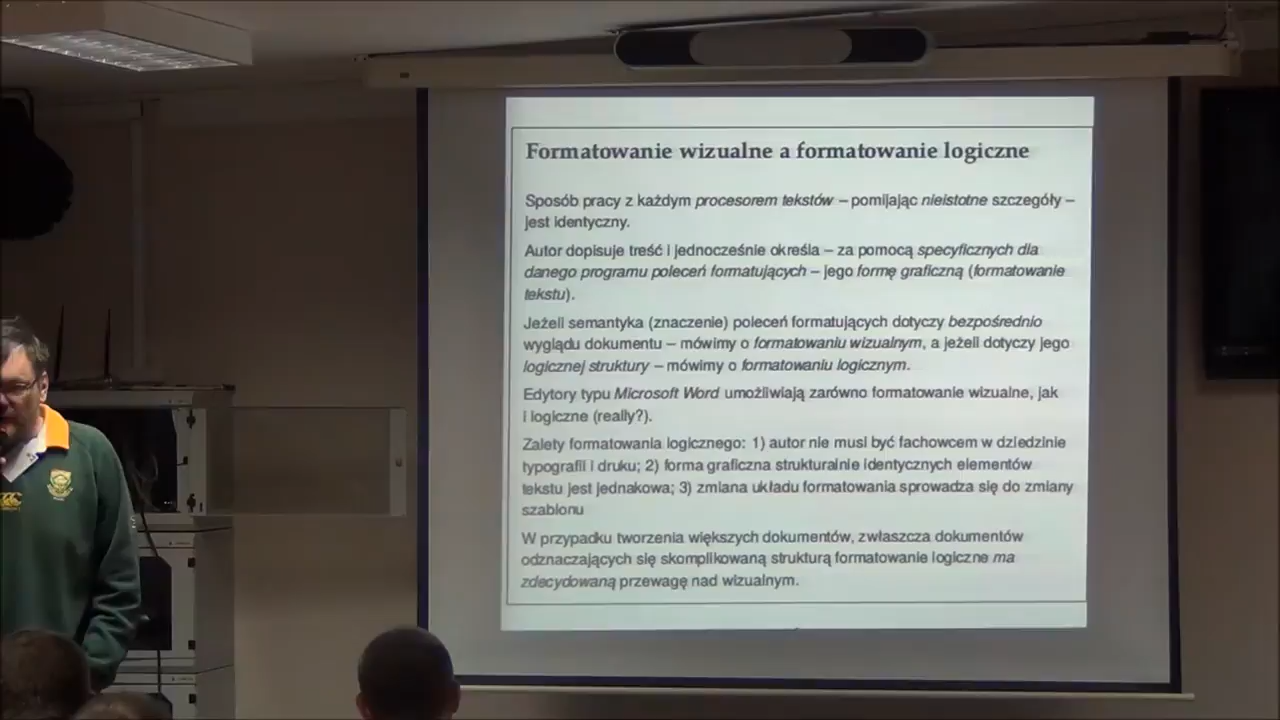 Formatowanie wizualne a formatowanie logiczne
Sposób pracy z każdym procesorem tekstów – pomijając nieistotne szczegóły –
jest identyczny.
Autor dopisuje treść i jednocześnie określa – za pomocą specyficznych dla
danego programu poleceń formatujących – jego formę graficzną (formatowanie
tekstu).
Jeżeli semantyka (znaczenie) poleceń formatujących dotyczy bezpośrednio
wyglądu dokumentu – mówimy o formatowaniu wizualnym, a jeżeli dotyczy jego
logicznej struktury – mówimy o formatowaniu logicznym.
Edytory typu Microsoft Word umożliwiają zarówno formatowanie wizualne, jak
i logiczne (really?).
Zalety formatowania logicznego: 1) autor nie musi być fachowcem w dziedzinie
typografii i druku; 2) forma graficzna strukturalnie identycznych elementów
tekstu jest jednakowa; 3) zmiana układu formatowania sprowadza się do zmiany
szablonu
W przypadku tworzenia większych dokumentów, zwłaszcza dokumentów
odznaczających się skomplikowaną strukturą formatowanie logiczne ma
zdecydowaną przewagę nad wizualnym.